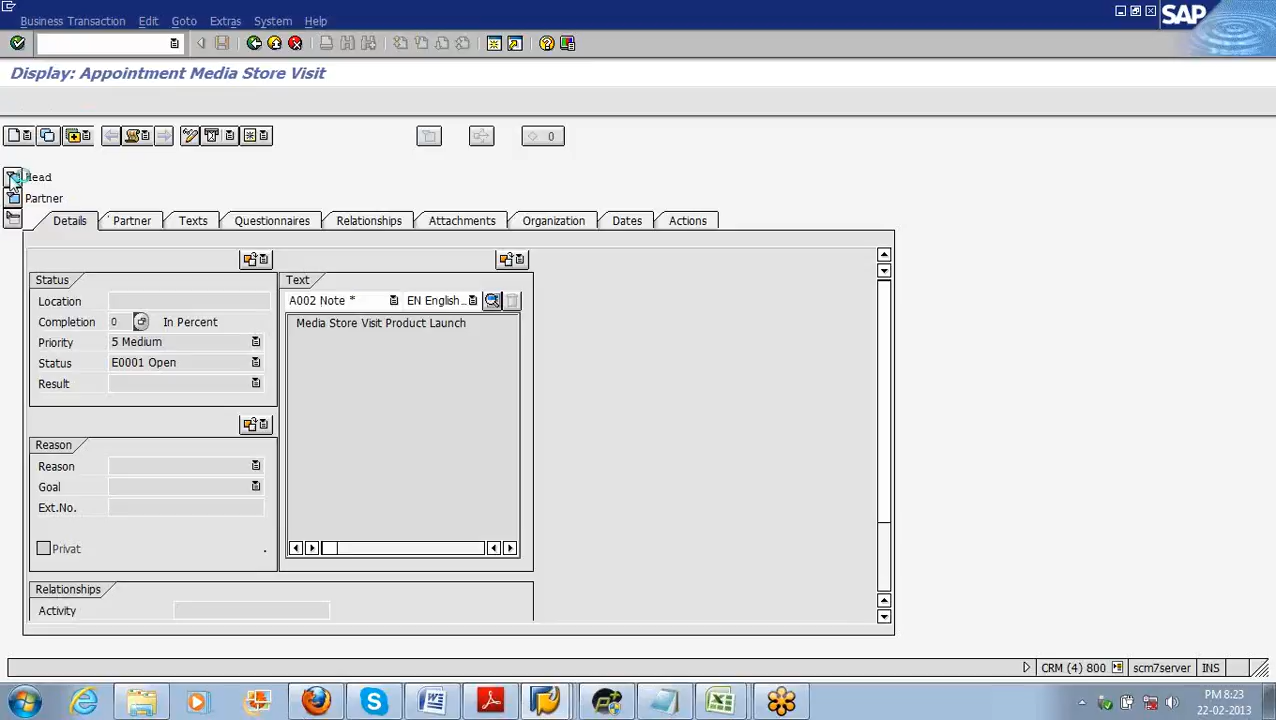 Business Transaction Edit Goto Extras System Help
SAP
Display: Appointment Media Store Visit
0
Head
Partner
Details Partner Texts Questionnaires Relationships Attachments Organization Dates Actions
Status
Text
Location
A002 Note * EN English..
Completion 0 In Percent
Media Store Visit Product Launch
Priority 5 Medium
Status E0001 Open
Result
Reason
Reason
Goal
Ext.No.
Privat .
Relationships
Activity
CRM (4) 800 scm7server INS
PM 8:23
22-02-2013